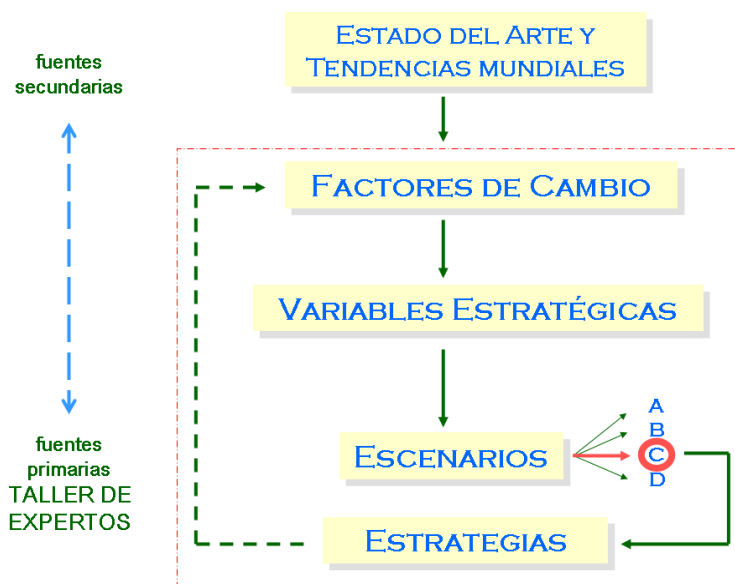 ESTADO DEL ARTE Y
TENDENCIAS MUNDIALES
fuentes
secundarias
FACTORES DE CAMBIO
VARIABLES ESTRATÉGICAS
ESCENARIOS
A
B
C
D
fuentes
primarias
TALLER DE
EXPERTOS
ESTRATEGIAS